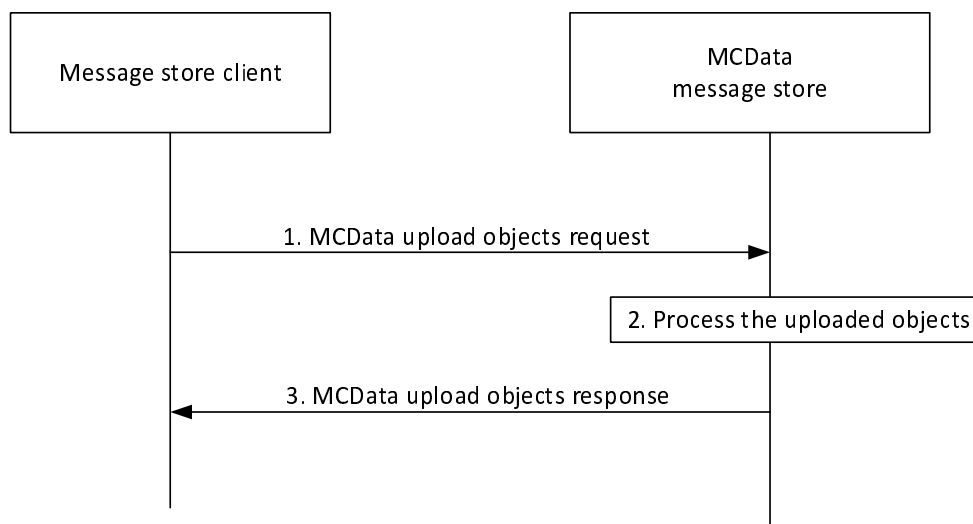 Message store client
MCData
message store
1. MCData upload objects request
2. Process the uploaded objects
3. MCData upload objects response